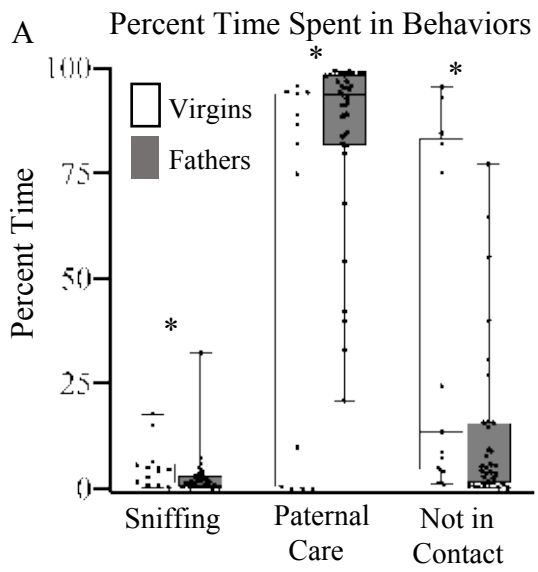 A
Percent Time Spent in Behaviors
Percent Time
100
75
50
25
0
Virgins
Fathers
*
*
*
Sniffing
Paternal
Care
Not in
Contact